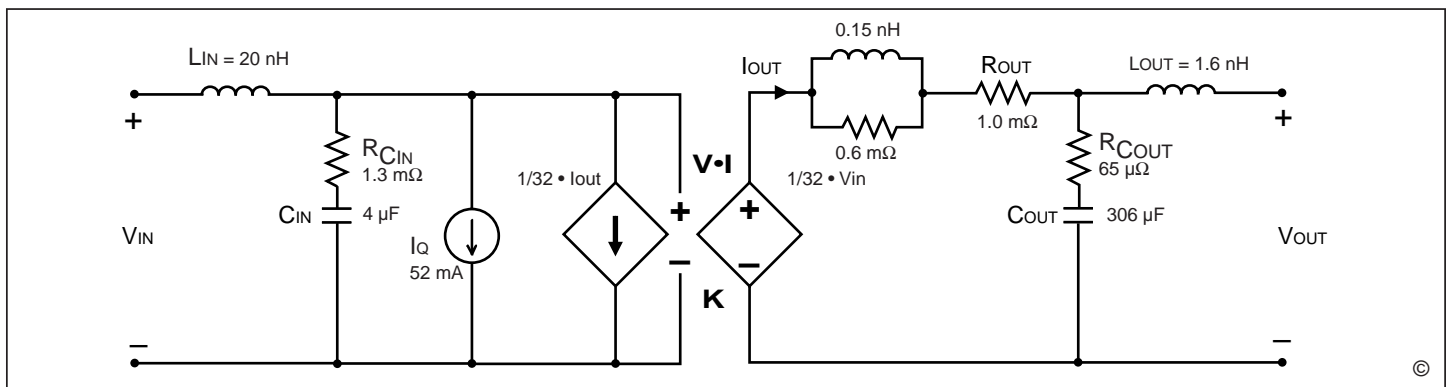 LIN = 20 nH
+
RCIN
1.3 mΩ
CIN
4 µF
VIN
–
IQ
52 mA
1/32 • Iout
V•I
+
–
K
1/32 • Vin
+
–
IOUT
0.15 nH
0.6 mΩ
ROUT
1.0 mΩ
LOUT = 1.6 nH
RCOUT
65 µΩ
COUT
306 µF
+
VOUT
–
©